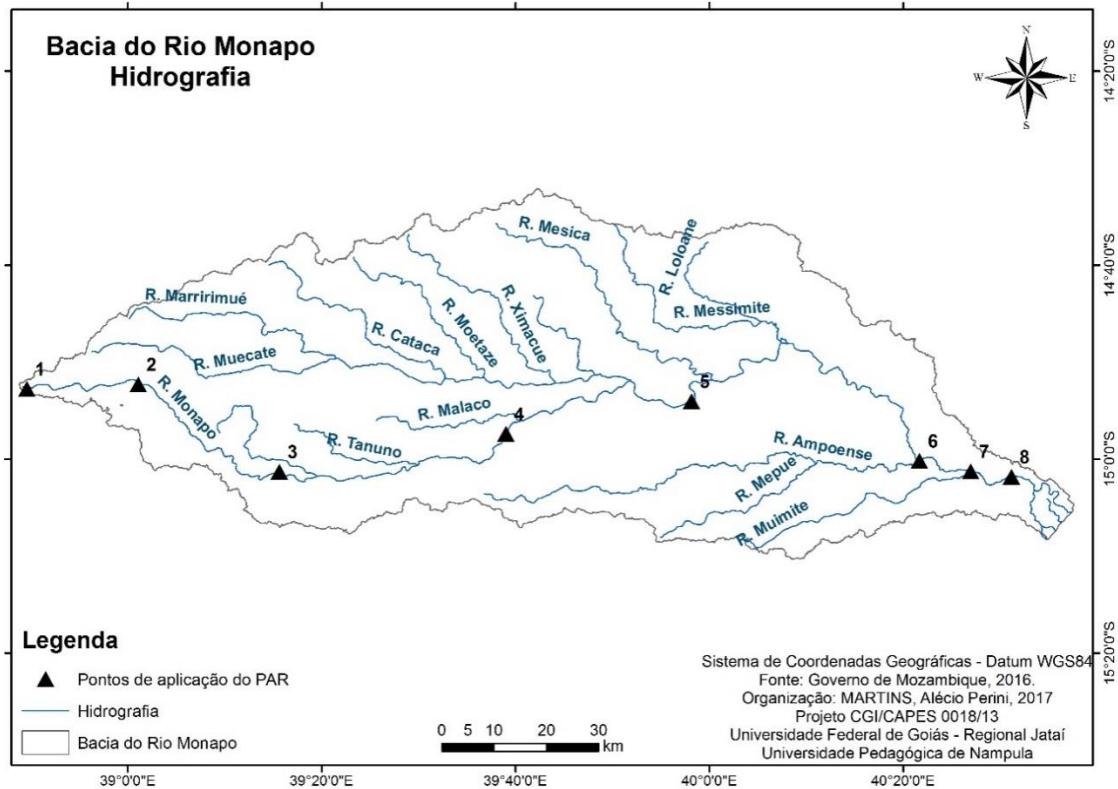 Bacia do Rio Monapo
Hidrografia
N
W
E
S
14°20'0"S
14°40'0"S
15°0'0"S
15°20'0"S
R. Mesica
R. Loloane
R. Marririmué
R. Messimite
R. Ximacue
R. Moetaze
R. Cataca
R. Muecate
1
2
R. Monapo
5
R. Malaco
4
R. Tanuno
3
R. Ampoense
6
7
8
R. Mepue
R. Muimite
Legenda
Pontos de aplicação do PAR
Hidrografia
Bacia do Rio Monapo
0 5 10 20 30
km
Sistema de Coordenadas Geográficas - Datum WGS84
Fonte: Governo de Mozambique, 2016.
Organização: MARTINS, Alécio Perini, 2017
Projeto CGI/CAPES 0018/13
Universidade Federal de Goiás - Regional Jataí
Universidade Pedagógica de Nampula
39°0'0"E
39°20'0"E
39°40'0"E
40°0'0"E
40°20'0"E